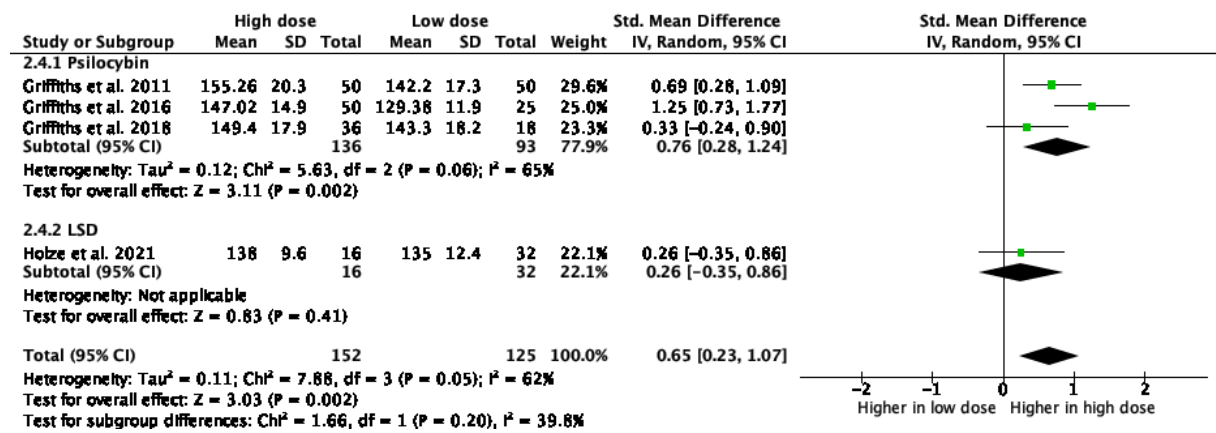 High dose Low dose Std. Mean Difference Std. Mean Difference
Study or Subgroup Mean SD Total Mean SD Total Weight IV, Random, 95% CI IV, Random, 95% CI
2.4.1 Psilocybin
Griffiths et al. 2011 155.26 20.3 50 142.2 17.3 50 29.6% 0.69 [0.28, 1.09]
Griffiths et al. 2016 147.02 14.9 50 129.38 11.9 25 25.0% 1.25 [0.73, 1.77]
Griffiths et al. 2018 149.4 17.9 36 143.3 18.2 18 23.3% 0.33 [−0.24, 0.90]
Subtotal (95% CI) 136 93 77.9% 0.76 [0.28, 1.24]
Heterogeneity: Tau² = 0.12; Chi² = 5.63, df = 2 (P = 0.06); I² = 65%
Test for overall effect: Z = 3.11 (P = 0.002)
2.4.2 LSD
Holze et al. 2021 138 9.6 16 135 12.4 32 22.1% 0.26 [−0.35, 0.86]
Subtotal (95% CI) 16 32 22.1% 0.26 [−0.35, 0.86]
Heterogeneity: Not applicable
Test for overall effect: Z = 0.83 (P = 0.41)
Total (95% CI) 152 125 100.0% 0.65 [0.23, 1.07]
Heterogeneity: Tau² = 0.11; Chi² = 7.88, df = 3 (P = 0.05); I² = 62%
Test for overall effect: Z = 3.03 (P = 0.002)
Test for subgroup differences: Chi² = 1.66, df = 1 (P = 0.20), I² = 39.8%
−2 −1 0 1 2
Higher in low dose Higher in high dose